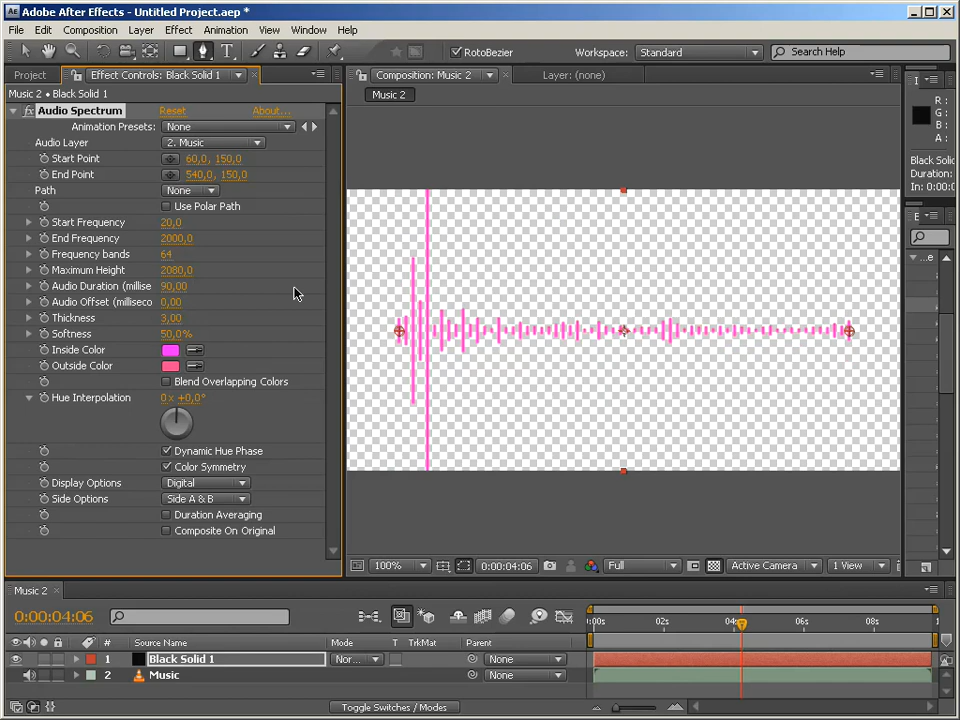 Ae Adobe After Effects - Untitled Project.aep *
File Edit Composition Layer Effect Animation View Window Help
RotoBezier Workspace: Standard Search Help
Project Effect Controls: Black Solid 1 Composition: Music 2 Layer: (none)
Music 2 • Black Solid 1
Music 2
fx Audio Spectrum Reset About...
Animation Presets: None
Audio Layer 2. Music
Start Point 60,0, 150,0
End Point 540,0, 150,0
Path None
Use Polar Path
Start Frequency 20,0
End Frequency 2000,0
Frequency bands 64
Maximum Height 2080,0
Audio Duration (millise 90,00
Audio Offset (milliseco 0,00
Thickness 3,00
Softness 50,0%
Inside Color
Outside Color
Blend Overlapping Colors
Hue Interpolation 0 x +0,0°
Dynamic Hue Phase
Color Symmetry
Display Options Digital
Side Options Side A & B
Duration Averaging
Composite On Original
I
R :
G :
B :
A :
Black Solid
Duration:
In: 0:00:0
E
...e
100% 0:00:04:06 Full Active Camera 1 View
Music 2
0:00:04:06
:00s 02s 04s 06s 08s 1
# Source Name Mode T TrkMat Parent
1 Black Solid 1 Nor... None
2 Music None
Toggle Switches / Modes